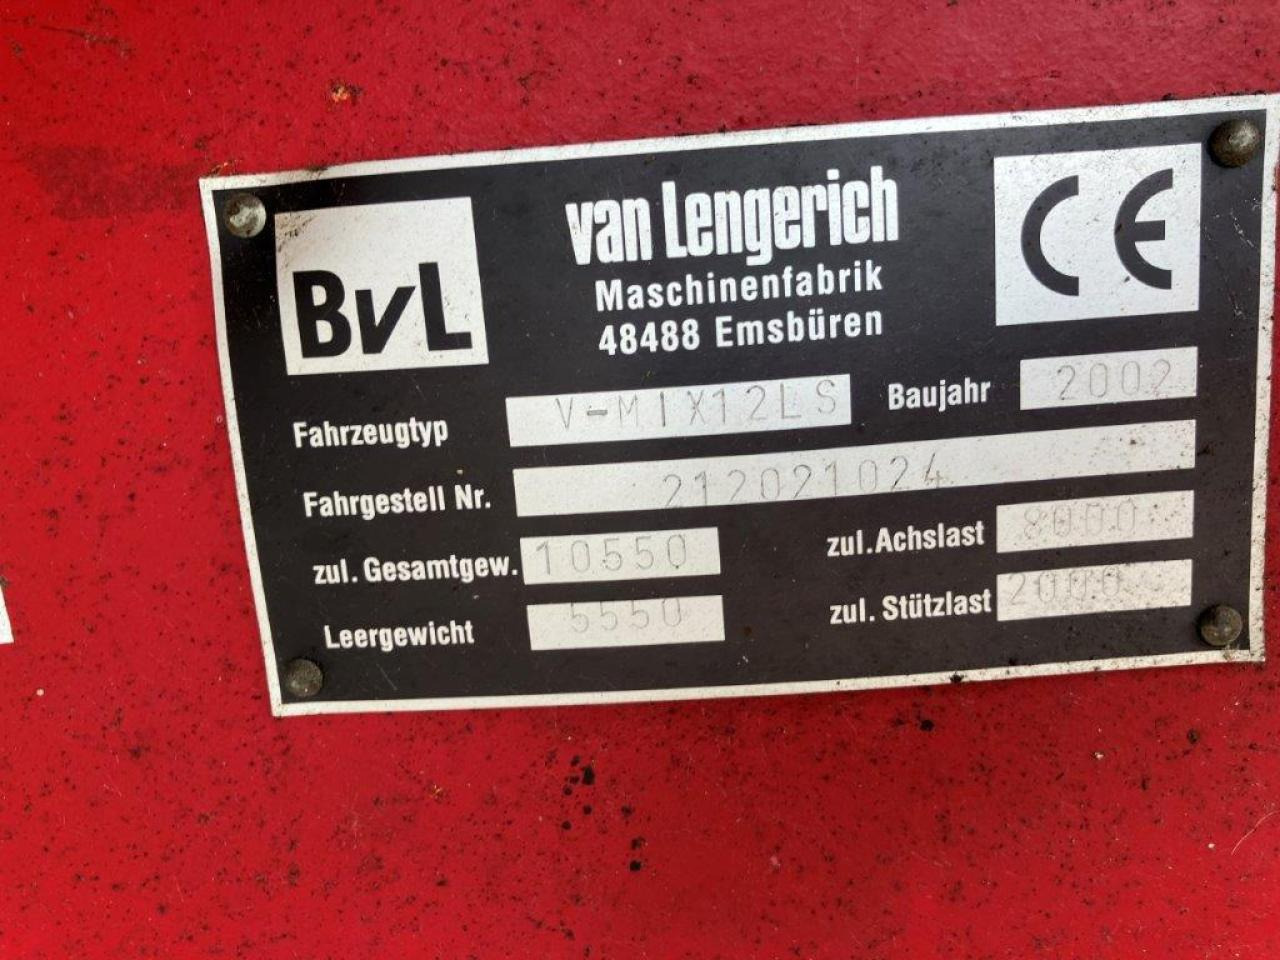 BvL
van Lengerich
Maschinenfabrik
48488 Emsbüren
CE
Fahrzeugtyp V-MIX12LS Baujahr 2002
Fahrgestell Nr. 212021024
zul. Gesamtgew. 10550 zul. Achslast 8000
Leergewicht 5550 zul. Stützlast 2000